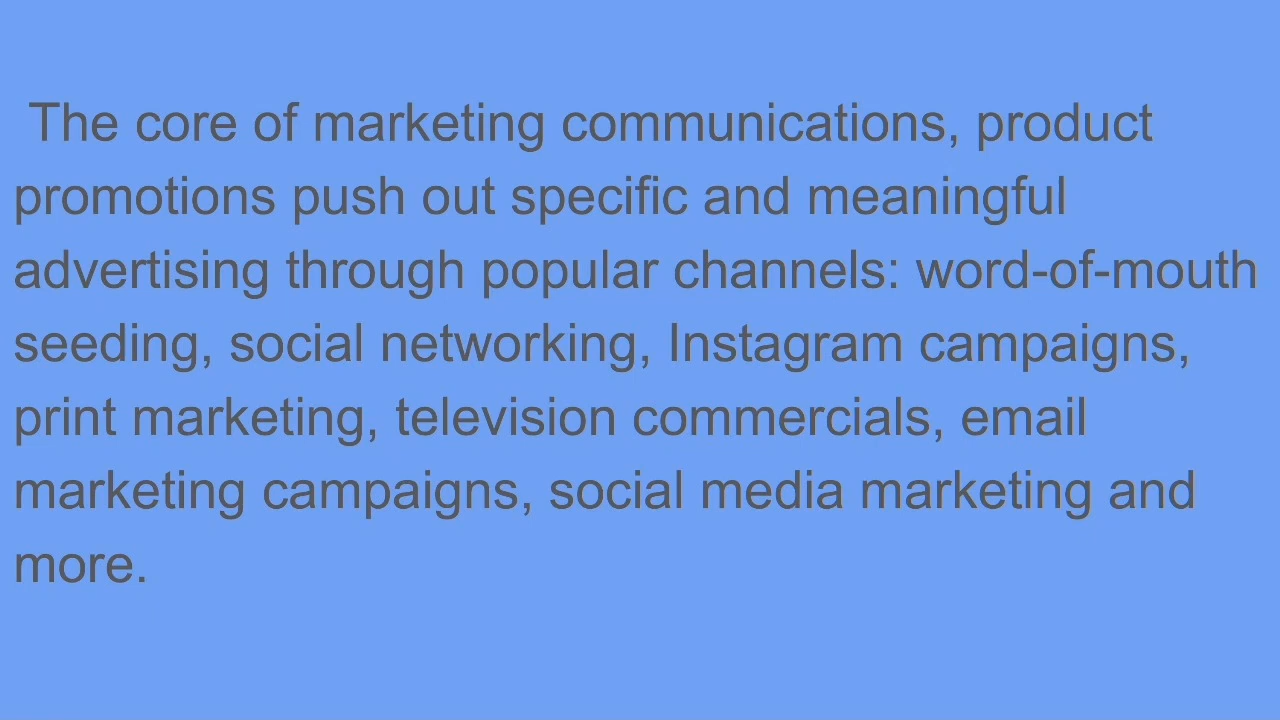 The core of marketing communications, product
promotions push out specific and meaningful
advertising through popular channels: word-of-mouth
seeding, social networking, Instagram campaigns,
print marketing, television commercials, email
marketing campaigns, social media marketing and
more.